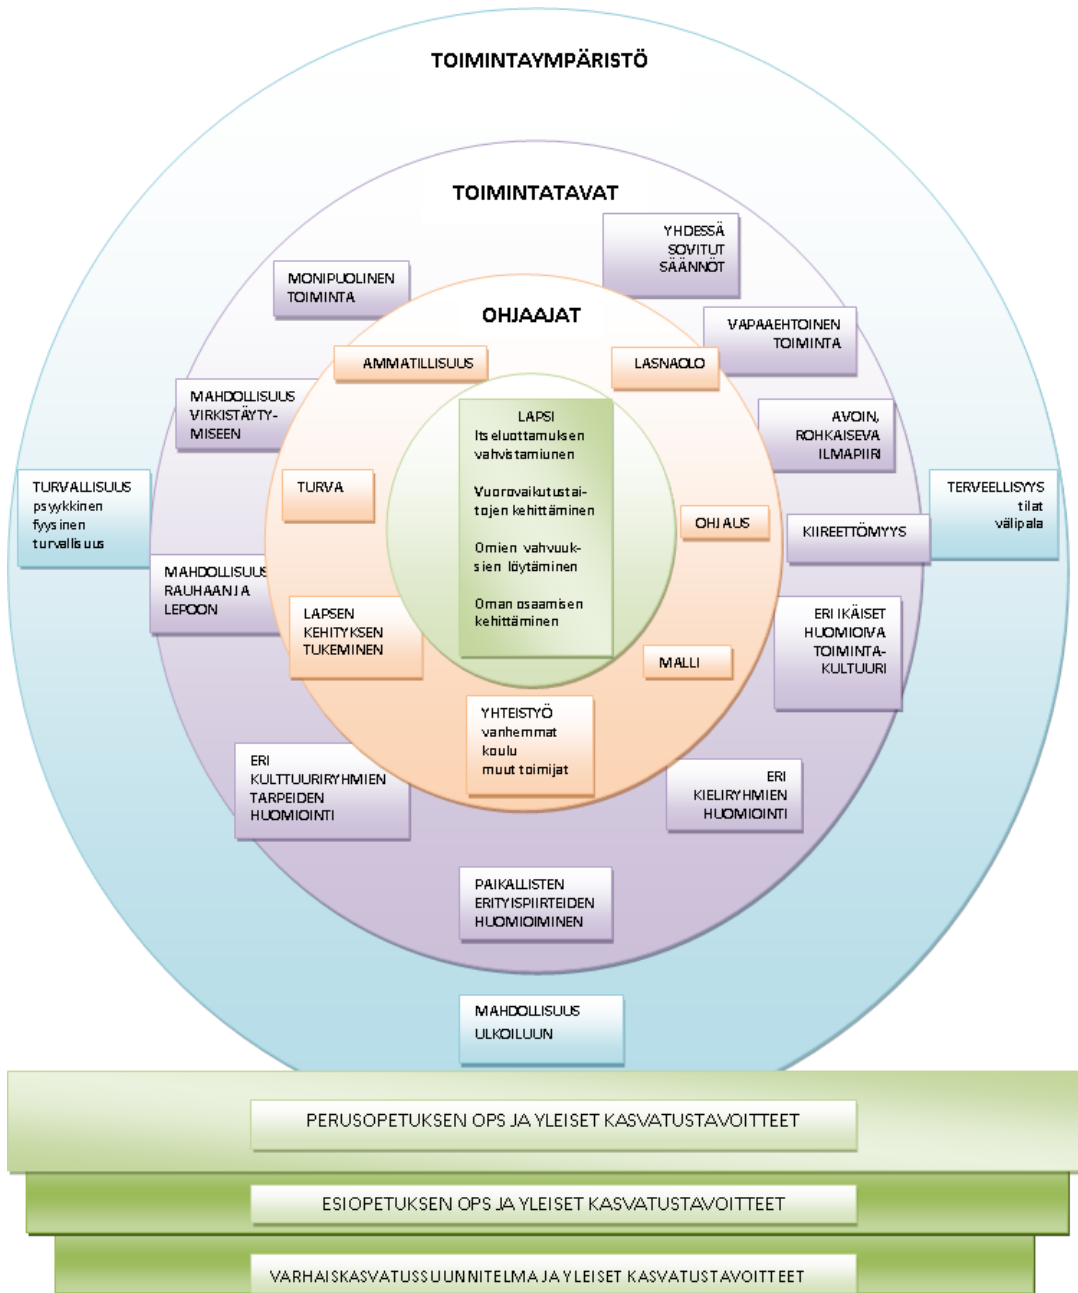 TOIMINTAYMPÄRISTÖ
TOIMINTATAVAT
YHDESSÄ
SOVITUT
SÄÄNNÖT
MONIPUOLINEN
TOIMINTA
OHJAAJAT
VAPAAEHTOINEN
TOIMINTA
AMMATILLISUUS
LASNAOLO
MAHDOLLISUUS
VIRKISTÄYTY-
MISEEN
LAPSI
Itseluottamuksen
vahvistamiunen
Vuorovaikutustai-
tojen kehittäminen
Omien vahvuuk-
sien löytäminen
Oman osaamisen
kehittäminen
AVOIN,
ROHKAISEVA
ILMAPIIRI
TURVALLISUUS
psyykkinen
fyysinen
turvallisuus
TURVA
OHJAUS
KIIREETTÖMYYS
TERVEELLISYYS
tilat
välipala
MAHDOLLISUUS
RAUHAAN JA
LEPOON
LAPSEN
KEHITYKSEN
TUKEMINEN
MALLI
ERI IKÄISET
HUOMIOIVA
TOIMINTA-
KULTUURI
YHTEISTYÖ
vanhemmat
koulu
muut toimijat
ERI
KULTTUURIRYHMIEN
TARPEIDEN
HUOMIOINTI
ERI
KIELIRYHMIEN
HUOMIOINTI
PAIKALLISTEN
ERITYISPIIRTEIDEN
HUOMIOIMINEN
MAHDOLLISUUS
ULKOILUUN
PERUSOPETUKSEN OPS JA YLEISET KASVATUSTAVOITTEET
ESIOPETUKSEN OPS JA YLEISET KASVATUSTAVOITTEET
VARHAISKASVATUSSUUNNITELMA JA YLEISET KASVATUSTAVOITTEET